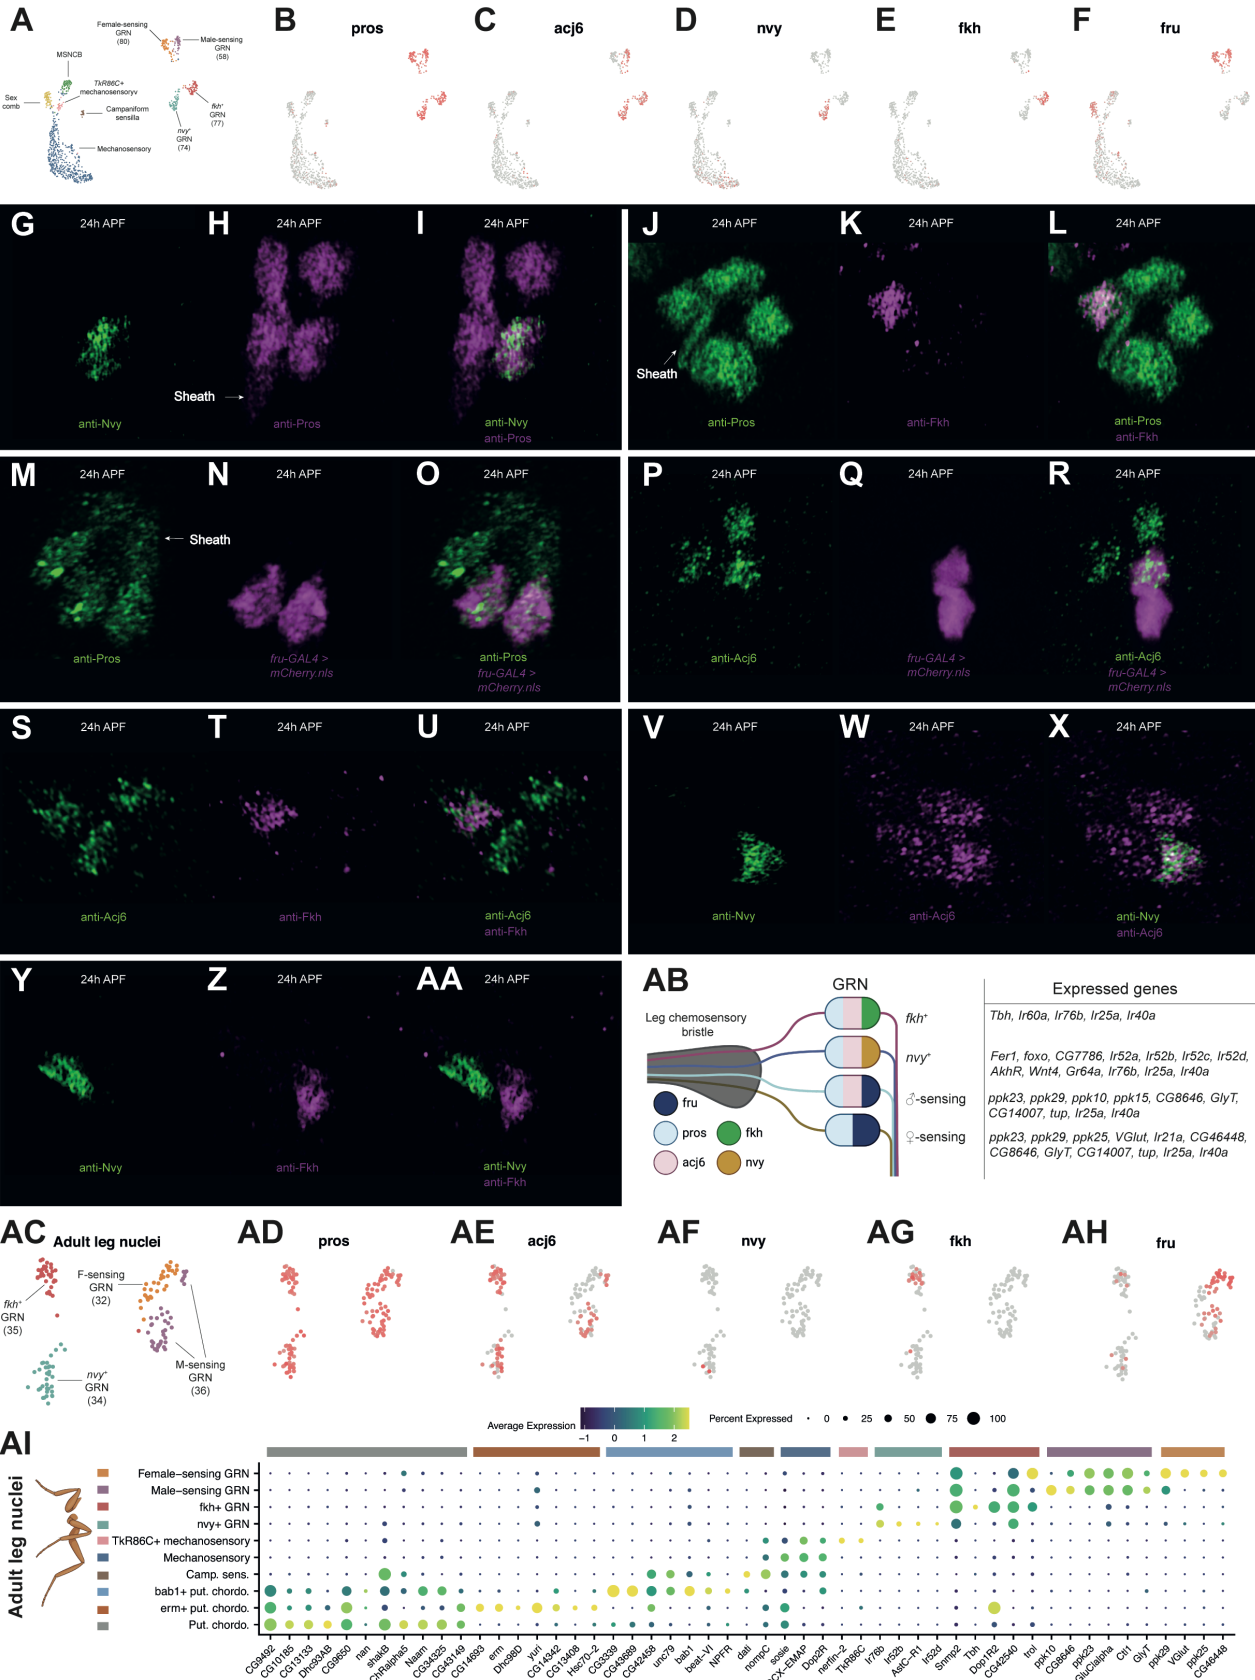 A
B
C
D
E
F
Female-sensing
GRN
(80)
Male-sensing
GRN
(58)
MSNCB
TkR86C+
mechanosensoryv
Sex
comb
Campaniform
sensilla
fkh+
GRN
(77)
nvy+
GRN
(74)
Mechanosensory
pros
acj6
nvy
fkh
fru
G
24h APF
H
24h APF
I
24h APF
J
24h APF
K
24h APF
L
24h APF
Sheath
Sheath
anti-Nvy
anti-Pros
anti-Nvy
anti-Pros
anti-Pros
anti-Fkh
anti-Pros
anti-Fkh
M
24h APF
N
24h APF
O
24h APF
P
24h APF
Q
24h APF
R
24h APF
Sheath
anti-Pros
fru-GAL4 >
mCherry.nls
anti-Pros
fru-GAL4 >
mCherry.nls
anti-Acj6
fru-GAL4 >
mCherry.nls
anti-Acj6
fru-GAL4 >
mCherry.nls
S
24h APF
T
24h APF
U
24h APF
V
24h APF
W
24h APF
X
24h APF
anti-Acj6
anti-Fkh
anti-Acj6
anti-Fkh
anti-Nvy
anti-Acj6
anti-Nvy
anti-Acj6
Y
24h APF
Z
24h APF
AA
24h APF
anti-Nvy
anti-Fkh
anti-Nvy
anti-Fkh
AB
GRN
Expressed genes
Leg chemosensory
bristle
fkh+
Tbh, Ir60a, Ir76b, Ir25a, Ir40a
nvy+
Fer1, foxo, CG7786, Ir52a, Ir52b, Ir52c, Ir52d,
AkhR, Wnt4, Gr64a, Ir76b, Ir25a, Ir40a
♂-sensing
ppk23, ppk29, ppk10, ppk15, CG8646, GlyT,
CG14007, tup, Ir25a, Ir40a
♀-sensing
ppk23, ppk29, ppk25, VGlut, Ir21a, CG46448,
CG8646, GlyT, CG14007, tup, Ir25a, Ir40a
fru
pros
fkh
acj6
nvy
AC
Adult leg nuclei
AD
pros
AE
acj6
AF
nvy
AG
fkh
AH
fru
F-sensing
GRN
(32)
fkh+
GRN
(35)
M-sensing
GRN
(36)
nvy+
GRN
(34)
AI
Average Expression
−1 0 1 2
Percent Expressed
0 25 50 75 100
Adult leg nuclei
Female−sensing GRN
Male−sensing GRN
fkh+ GRN
nvy+ GRN
TkR86C+ mechanosensory
Mechanosensory
Camp. sens.
bab1+ put. chordo.
erm+ put. chordo.
Put. chordo.
CG9492
CG10185
CG13133
Dhc93AB
CG9650
nan
shakB
ChRalpha5
Naam
CG34325
CG43149
CG14693
erm
Dhc98D
yuri
CG14342
CG13408
Hsc70−2
CG3339
CG43689
CG42458
unc79
bab1
beat−VI
NPFR
dati
nompC
sosie
DCX−EMAP
Dop2R
nerfin−2
TkR86C
Ir76b
Ir52b
AstC−R1
Ir52d
Snmp2
Tbh
Dop1R2
CG42540
trol
ppk10
CG8646
ppk23
GluClalpha
Ctl1
GlyT
ppk29
VGlut
ppk25
CG46448